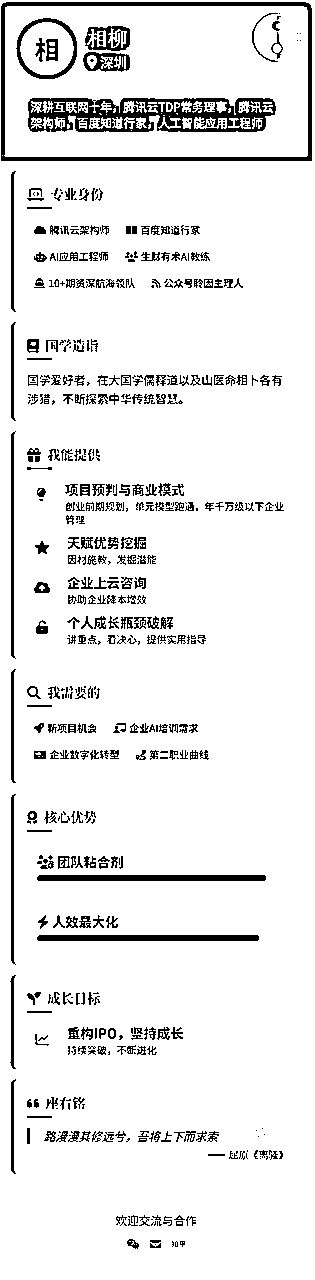 相
相柳
深圳
深耕互联网十年，腾讯云TDP常务理事，腾讯云
架构师，百度知道行家，人工智能应用工程师
专业身份
腾讯云架构师 百度知道行家
AI应用工程师 生财有术AI教练
10+期资深航海领队 公众号聆因主理人
国学造诣
国学爱好者，在大国学儒释道以及山医命相卜各有
涉猎，不断探索中华传统智慧。
我能提供
项目预判与商业模式
创业前期规划，单元模型跑通，年千万级以下企业
管理
天赋优势挖掘
因材施教，发掘潜能
企业上云咨询
协助企业降本增效
个人成长瓶颈破解
讲重点，看决心，提供实用指导
我需要的
新项目机会 企业AI培训需求
企业数字化转型 第二职业曲线
核心优势
团队粘合剂
人效最大化
成长目标
重构IPO，坚持成长
持续突破，不断进化
座右铭
路漫漫其修远兮，吾将上下而求索
—— 屈原《离骚》
欢迎交流与合作
知乎